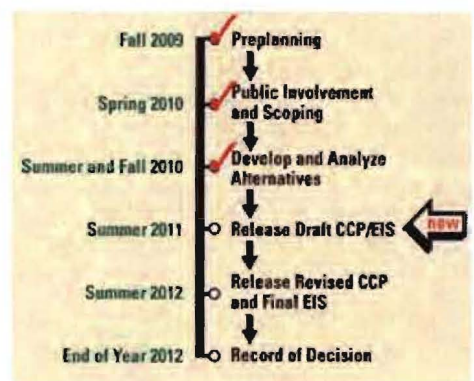 Fall 2009 Preplanning
Spring 2010 Public Involvement
and Scoping
Summer and Fall 2010 Develop and Analyze
Alternatives
Summer 2011 Release Draft CCP/EIS new
Summer 2012 Release Revised CCP
and Final EIS
End of Year 2012 Record of Decision